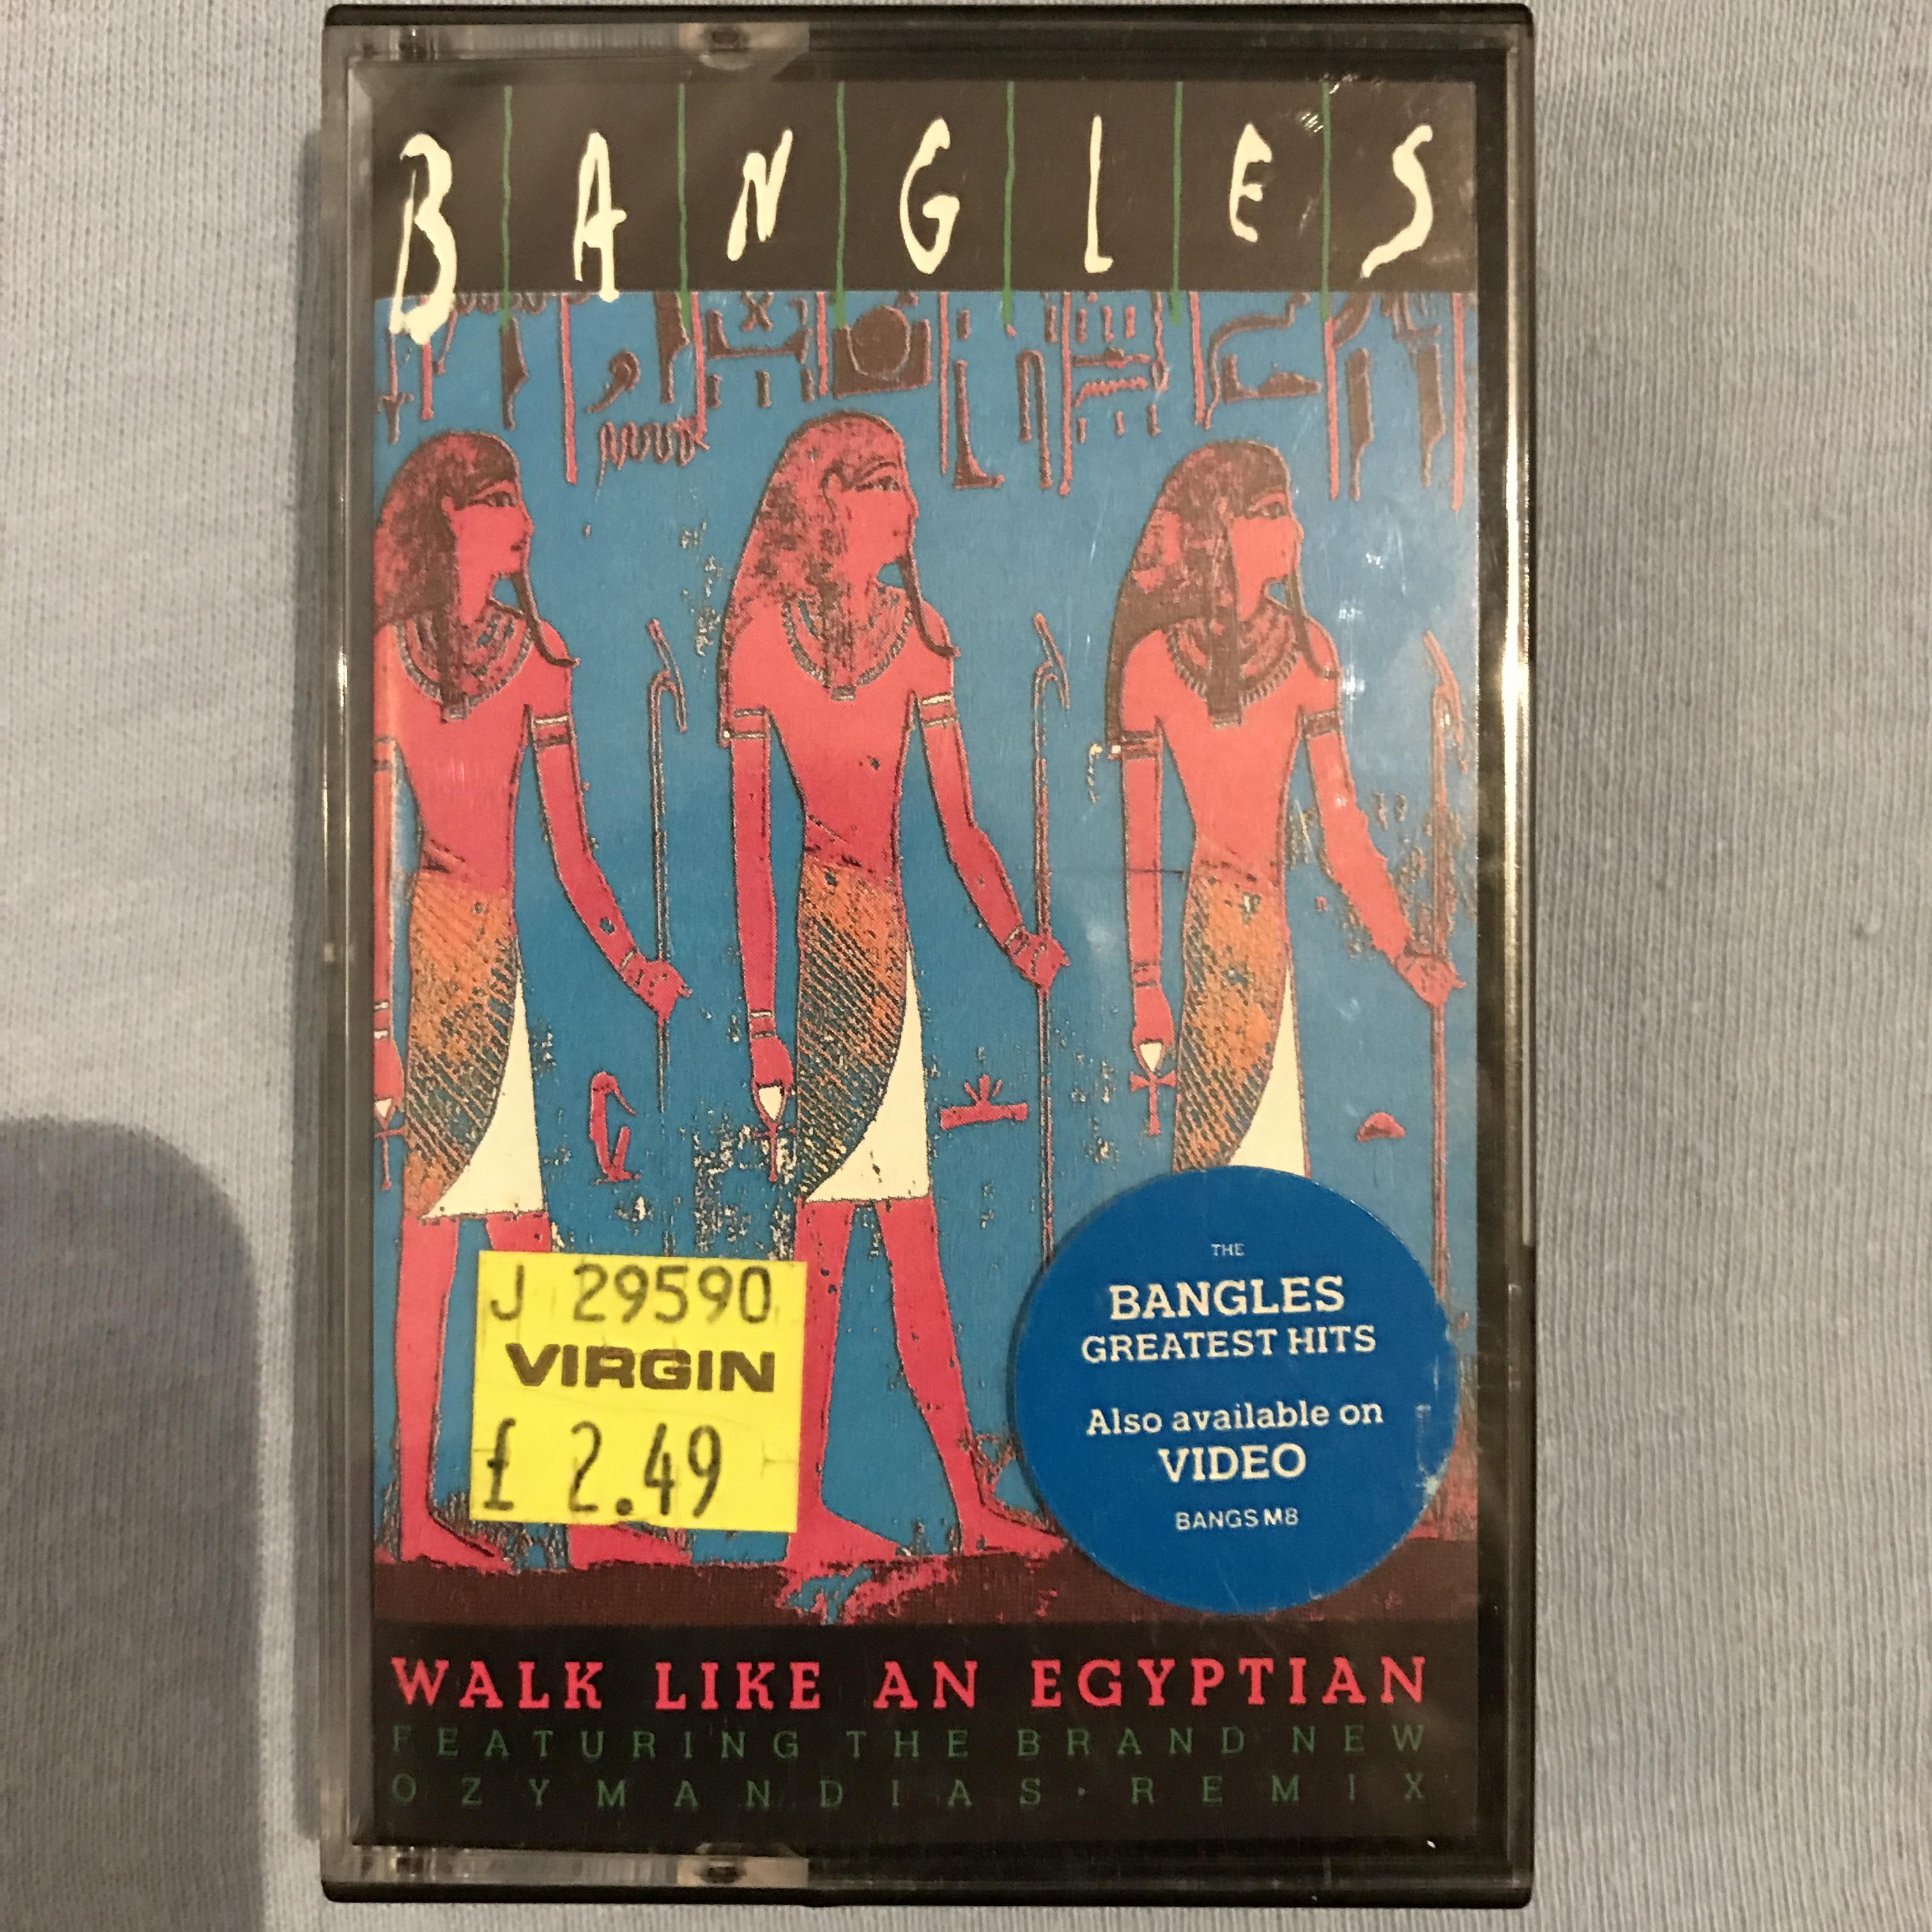 BANGLES
J 29590
VIRGIN
£ 2.49
THE
BANGLES
GREATEST HITS
Also available on
VIDEO
BANGS M8
WALK LIKE AN EGYPTIAN
FEATURING THE BRAND NEW
OZYMANDIAS · REMIX